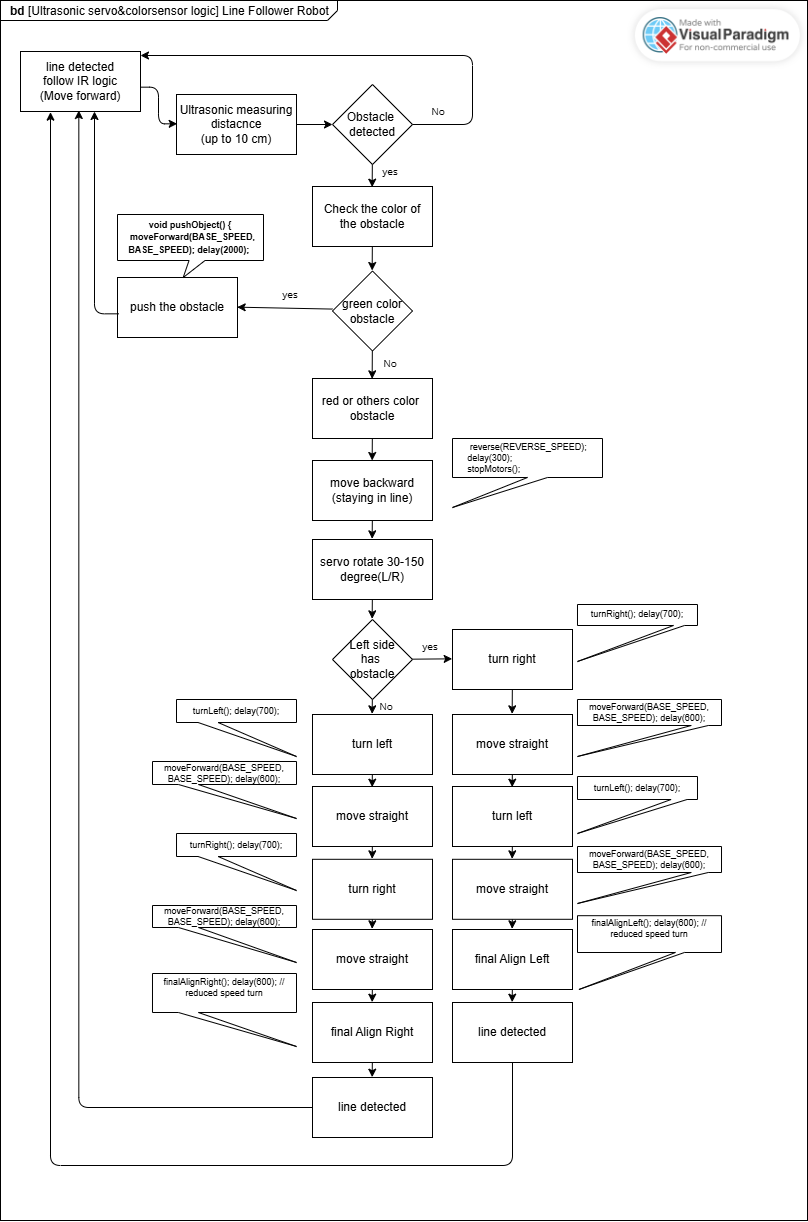 bd [Ultrasonic servo&colorsensor logic] Line Follower Robot
Made with
VisualParadigm
For non-commercial use
line detected
follow IR logic
(Move forward)
Ultrasonic measuring
distacnce
(up to 10 cm)
Obstacle
detected
No
yes
Check the color of
the obstacle
void pushObject() {
moveForward(BASE_SPEED,
BASE_SPEED); delay(2000);
push the obstacle
yes
green color
obstacle
No
red or others color
obstacle
reverse(REVERSE_SPEED);
delay(300);
stopMotors();
move backward
(staying in line)
servo rotate 30-150
degree(L/R)
Left side
has
obstacle
yes
No
turn right
turnRight(); delay(700);
turnLeft(); delay(700);
turn left
move straight
moveForward(BASE_SPEED,
BASE_SPEED); delay(600);
moveForward(BASE_SPEED,
BASE_SPEED); delay(600);
move straight
turn left
turnLeft(); delay(700);
turnRight(); delay(700);
turn right
move straight
moveForward(BASE_SPEED,
BASE_SPEED); delay(600);
moveForward(BASE_SPEED,
BASE_SPEED); delay(600);
move straight
final Align Left
finalAlignLeft(); delay(600); //
reduced speed turn
finalAlignRight(); delay(600); //
reduced speed turn
final Align Right
line detected
line detected